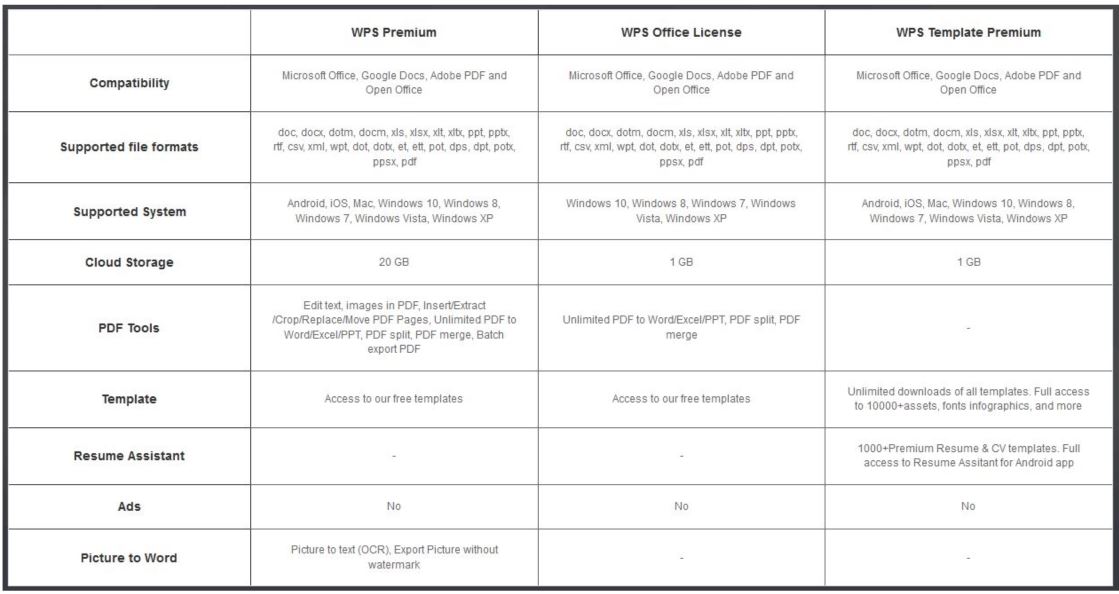 WPS Premium
WPS Office License
WPS Template Premium
Compatibility
Microsoft Office, Google Docs, Adobe PDF and
Open Office
Microsoft Office, Google Docs, Adobe PDF and
Open Office
Microsoft Office, Google Docs, Adobe PDF and
Open Office
Supported file formats
doc, docx, dotm, docm, xls, xlsx, xlt, xltx, ppt, pptx,
rtf, csv, xml, wpt, dot, dotx, et, ett, pot, dps, dpt, potx,
ppsx, pdf
doc, docx, dotm, docm, xls, xlsx, xlt, xltx, ppt, pptx,
rtf, csv, xml, wpt, dot, dotx, et, ett, pot, dps, dpt, potx,
ppsx, pdf
doc, docx, dotm, docm, xls, xlsx, xlt, xltx, ppt, pptx,
rtf, csv, xml, wpt, dot, dotx, et, ett, pot, dps, dpt, potx,
ppsx, pdf
Supported System
Android, iOS, Mac, Windows 10, Windows 8,
Windows 7, Windows Vista, Windows XP
Windows 10, Windows 8, Windows 7, Windows
Vista, Windows XP
Android, iOS, Mac, Windows 10, Windows 8,
Windows 7, Windows Vista, Windows XP
Cloud Storage
20 GB
1 GB
1 GB
PDF Tools
Edit text, images in PDF, Insert/Extract
/Crop/Replace/Move PDF Pages, Unlimited PDF to
Word/Excel/PPT, PDF split, PDF merge, Batch
export PDF
Unlimited PDF to Word/Excel/PPT, PDF split, PDF
merge
-
Template
Access to our free templates
Access to our free templates
Unlimited downloads of all templates. Full access
to 10000+assets, fonts infographics, and more
Resume Assistant
-
-
1000+Premium Resume & CV templates. Full
access to Resume Assitant for Android app
Ads
No
No
No
Picture to Word
Picture to text (OCR), Export Picture without
watermark
-
-